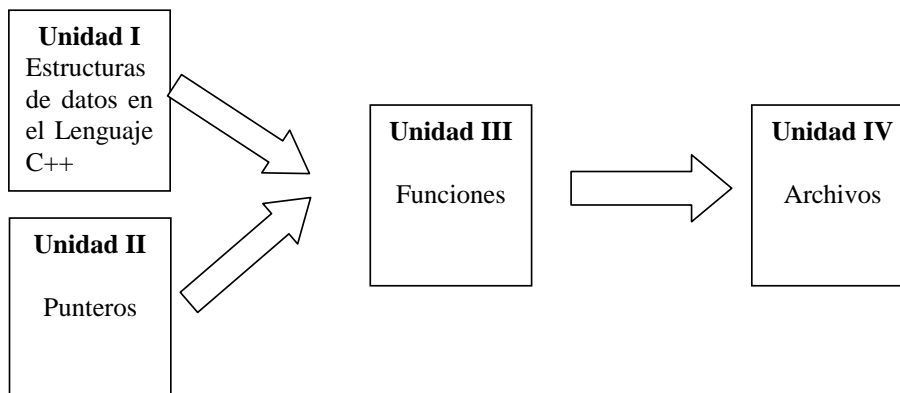 Unidad I
Estructuras
de datos en
el Lenguaje
C++
Unidad II
Punteros
Unidad III
Funciones
Unidad IV
Archivos